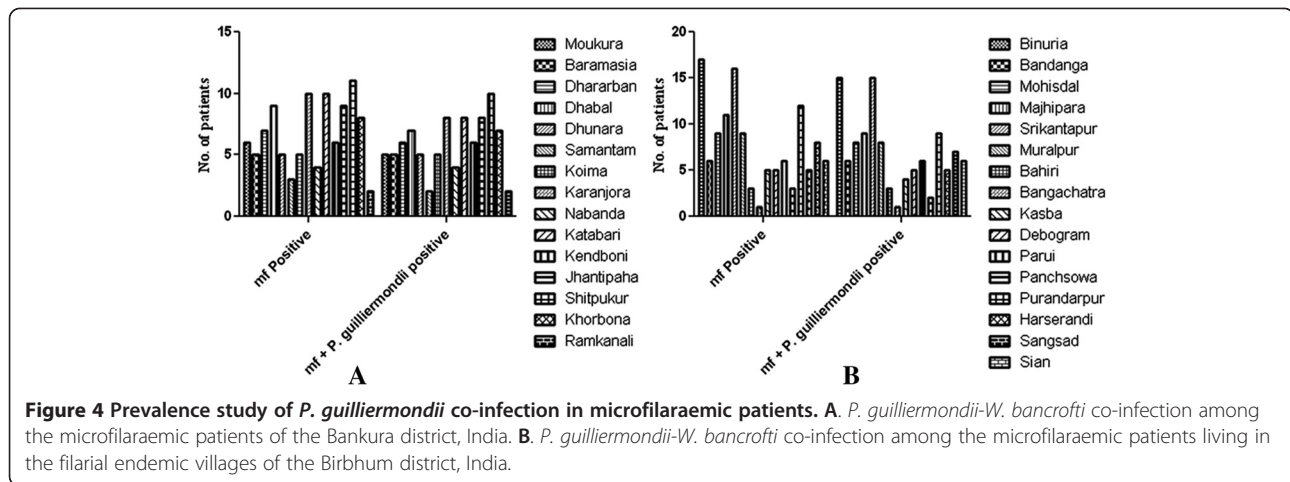 15
10
5
0
No. of patients
mf Positive
mf + P. guilliermondii positive
A
Moukura
Baramasia
Dhararban
Dhabal
Dhunara
Samantam
Koima
Karanjora
Nabanda
Katabari
Kendboni
Jhantipaha
Shitpukur
Khorbona
Ramkanali
20
15
10
5
0
No. of patients
mf Positive
mf + P. guilliermondii positive
B
Binuria
Bandanga
Mohisdal
Majhipara
Srikantapur
Muralpur
Bahiri
Bangachatra
Kasba
Debogram
Parui
Panchsowa
Purandarpur
Harserandi
Sangsad
Sian
Figure 4 Prevalence study of P. guilliermondii co-infection in microfilaraemic patients. A. P. guilliermondii-W. bancrofti co-infection among
the microfilaraemic patients of the Bankura district, India. B. P. guilliermondii-W. bancrofti co-infection among the microfilaraemic patients living in
the filarial endemic villages of the Birbhum district, India.